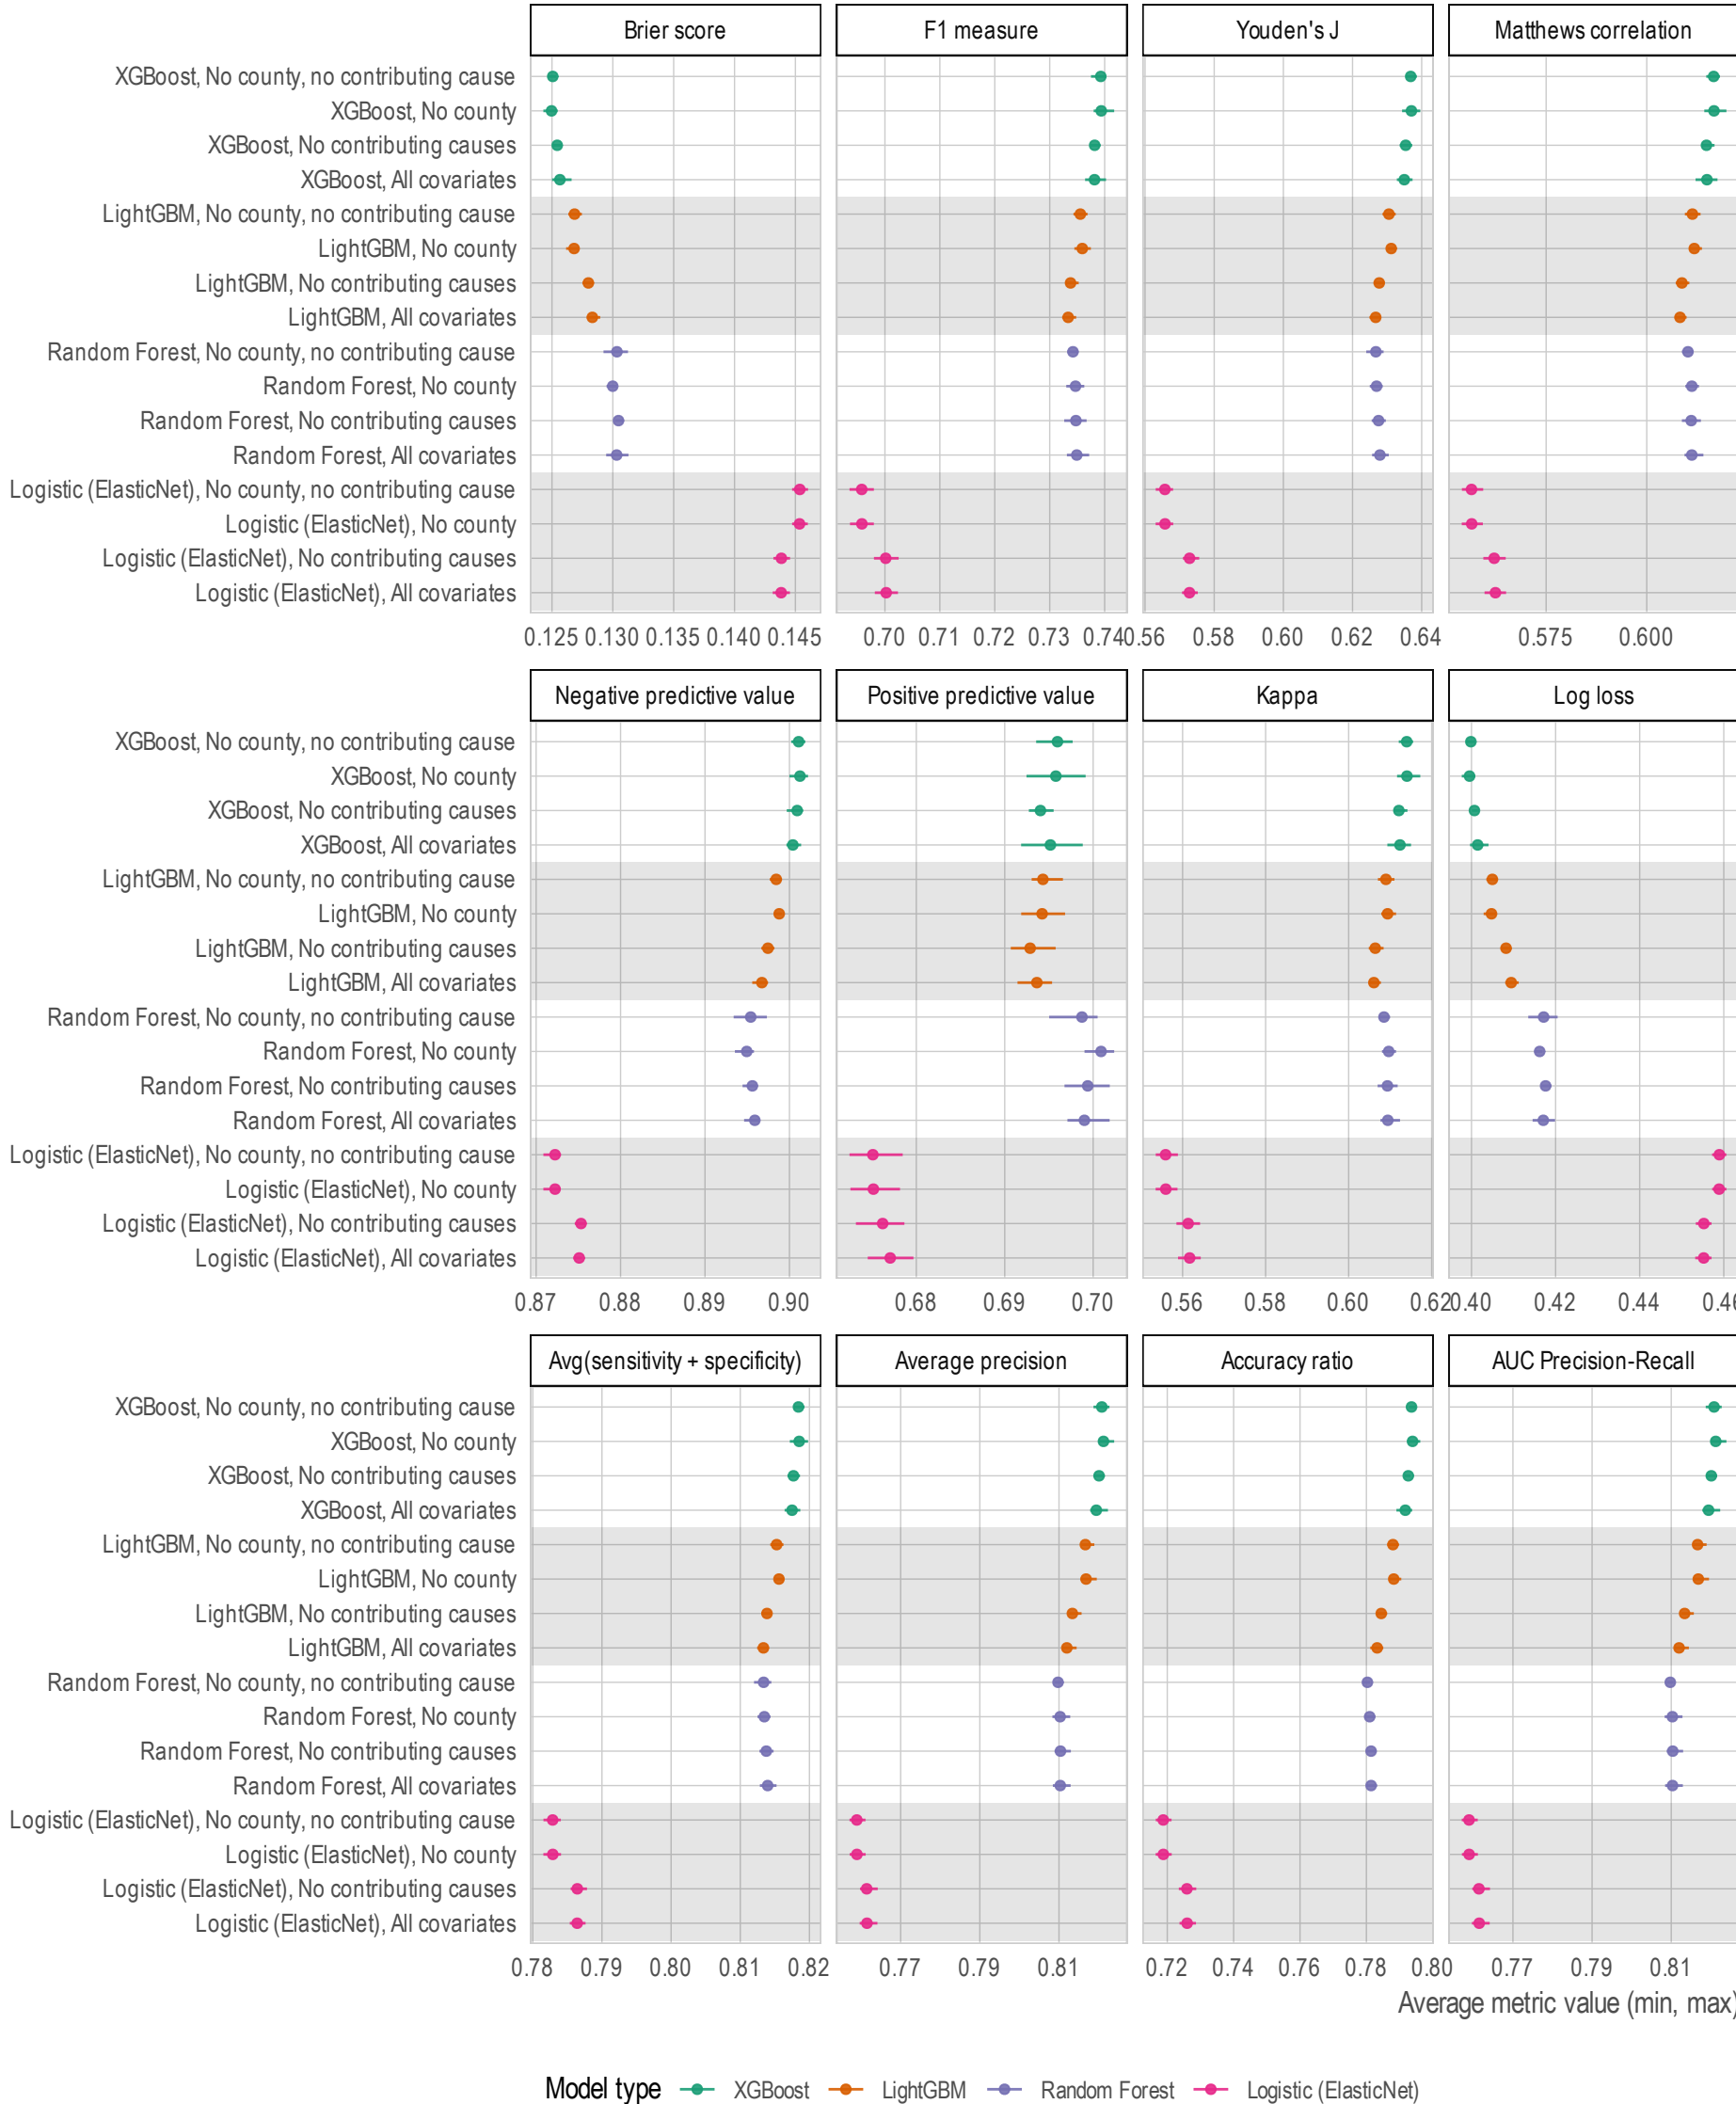 Brier score
F1 measure
Youden's J
Matthews correlation
XGBoost, No county, no contributing cause
XGBoost, No county
XGBoost, No contributing causes
XGBoost, All covariates
LightGBM, No county, no contributing cause
LightGBM, No county
LightGBM, No contributing causes
LightGBM, All covariates
Random Forest, No county, no contributing cause
Random Forest, No county
Random Forest, No contributing causes
Random Forest, All covariates
Logistic (ElasticNet), No county, no contributing cause
Logistic (ElasticNet), No county
Logistic (ElasticNet), No contributing causes
Logistic (ElasticNet), All covariates
0.125 0.130 0.135 0.140 0.145
0.70 0.71 0.72 0.73 0.74
0.56 0.58 0.60 0.62 0.64
0.575 0.600
Negative predictive value
Positive predictive value
Kappa
Log loss
XGBoost, No county, no contributing cause
XGBoost, No county
XGBoost, No contributing causes
XGBoost, All covariates
LightGBM, No county, no contributing cause
LightGBM, No county
LightGBM, No contributing causes
LightGBM, All covariates
Random Forest, No county, no contributing cause
Random Forest, No county
Random Forest, No contributing causes
Random Forest, All covariates
Logistic (ElasticNet), No county, no contributing cause
Logistic (ElasticNet), No county
Logistic (ElasticNet), No contributing causes
Logistic (ElasticNet), All covariates
0.87 0.88 0.89 0.90
0.68 0.69 0.70
0.56 0.58 0.60 0.62
0.40 0.42 0.44 0.46
Avg(sensitivity + specificity)
Average precision
Accuracy ratio
AUC Precision-Recall
XGBoost, No county, no contributing cause
XGBoost, No county
XGBoost, No contributing causes
XGBoost, All covariates
LightGBM, No county, no contributing cause
LightGBM, No county
LightGBM, No contributing causes
LightGBM, All covariates
Random Forest, No county, no contributing cause
Random Forest, No county
Random Forest, No contributing causes
Random Forest, All covariates
Logistic (ElasticNet), No county, no contributing cause
Logistic (ElasticNet), No county
Logistic (ElasticNet), No contributing causes
Logistic (ElasticNet), All covariates
0.78 0.79 0.80 0.81 0.82
0.77 0.79 0.81
0.72 0.74 0.76 0.78 0.80
0.77 0.79 0.81
Average metric value (min, max)
Model type XGBoost LightGBM Random Forest Logistic (ElasticNet)